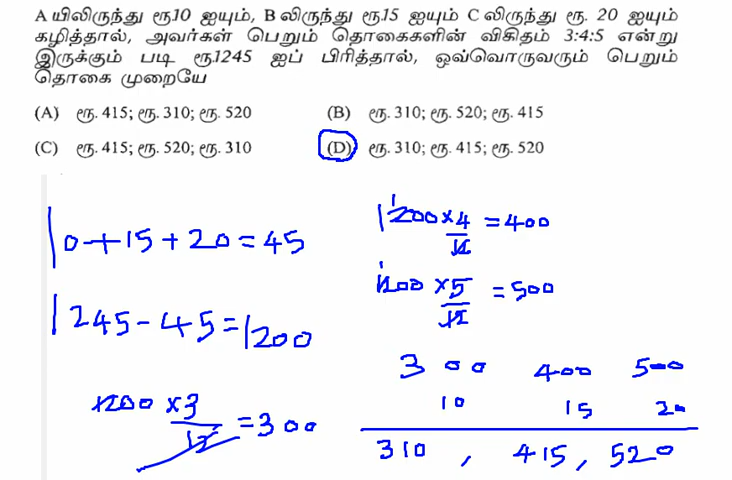 A யிலிருந்து ரூ.10 ஐயும், B லிருந்து ரூ.15 ஐயும் C லிருந்து ரூ. 20 ஐயும்
கழித்தால், அவர்கள் பெறும் தொகைகளின் விகிதம் 3:4:5 என்று
இருக்கும் படி ரூ.1245 ஐப் பிரித்தால், ஒவ்வொருவரும் பெறும்
தொகை முறையே
(A) ரூ. 415; ரூ. 310; ரூ. 520
(B) ரூ. 310; ரூ. 520; ரூ. 415
(C) ரூ. 415; ரூ. 520; ரூ. 310
(D) ரூ. 310; ரூ. 415; ரூ. 520
10+15+20=45
1245-45=1200
1200 × 3/12 = 300
1200 × 4/12 = 400
1200 × 5/12 = 500
300 400 500
10 15 20
310, 415, 520